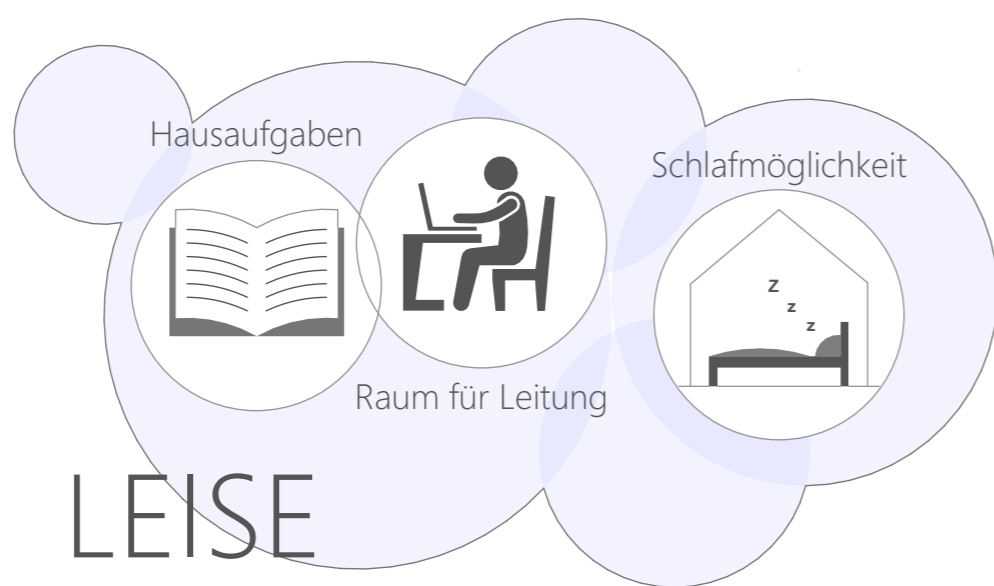 Hausaufgaben
Schlafmöglichkeit
z
z
z
Raum für Leitung
LEISE